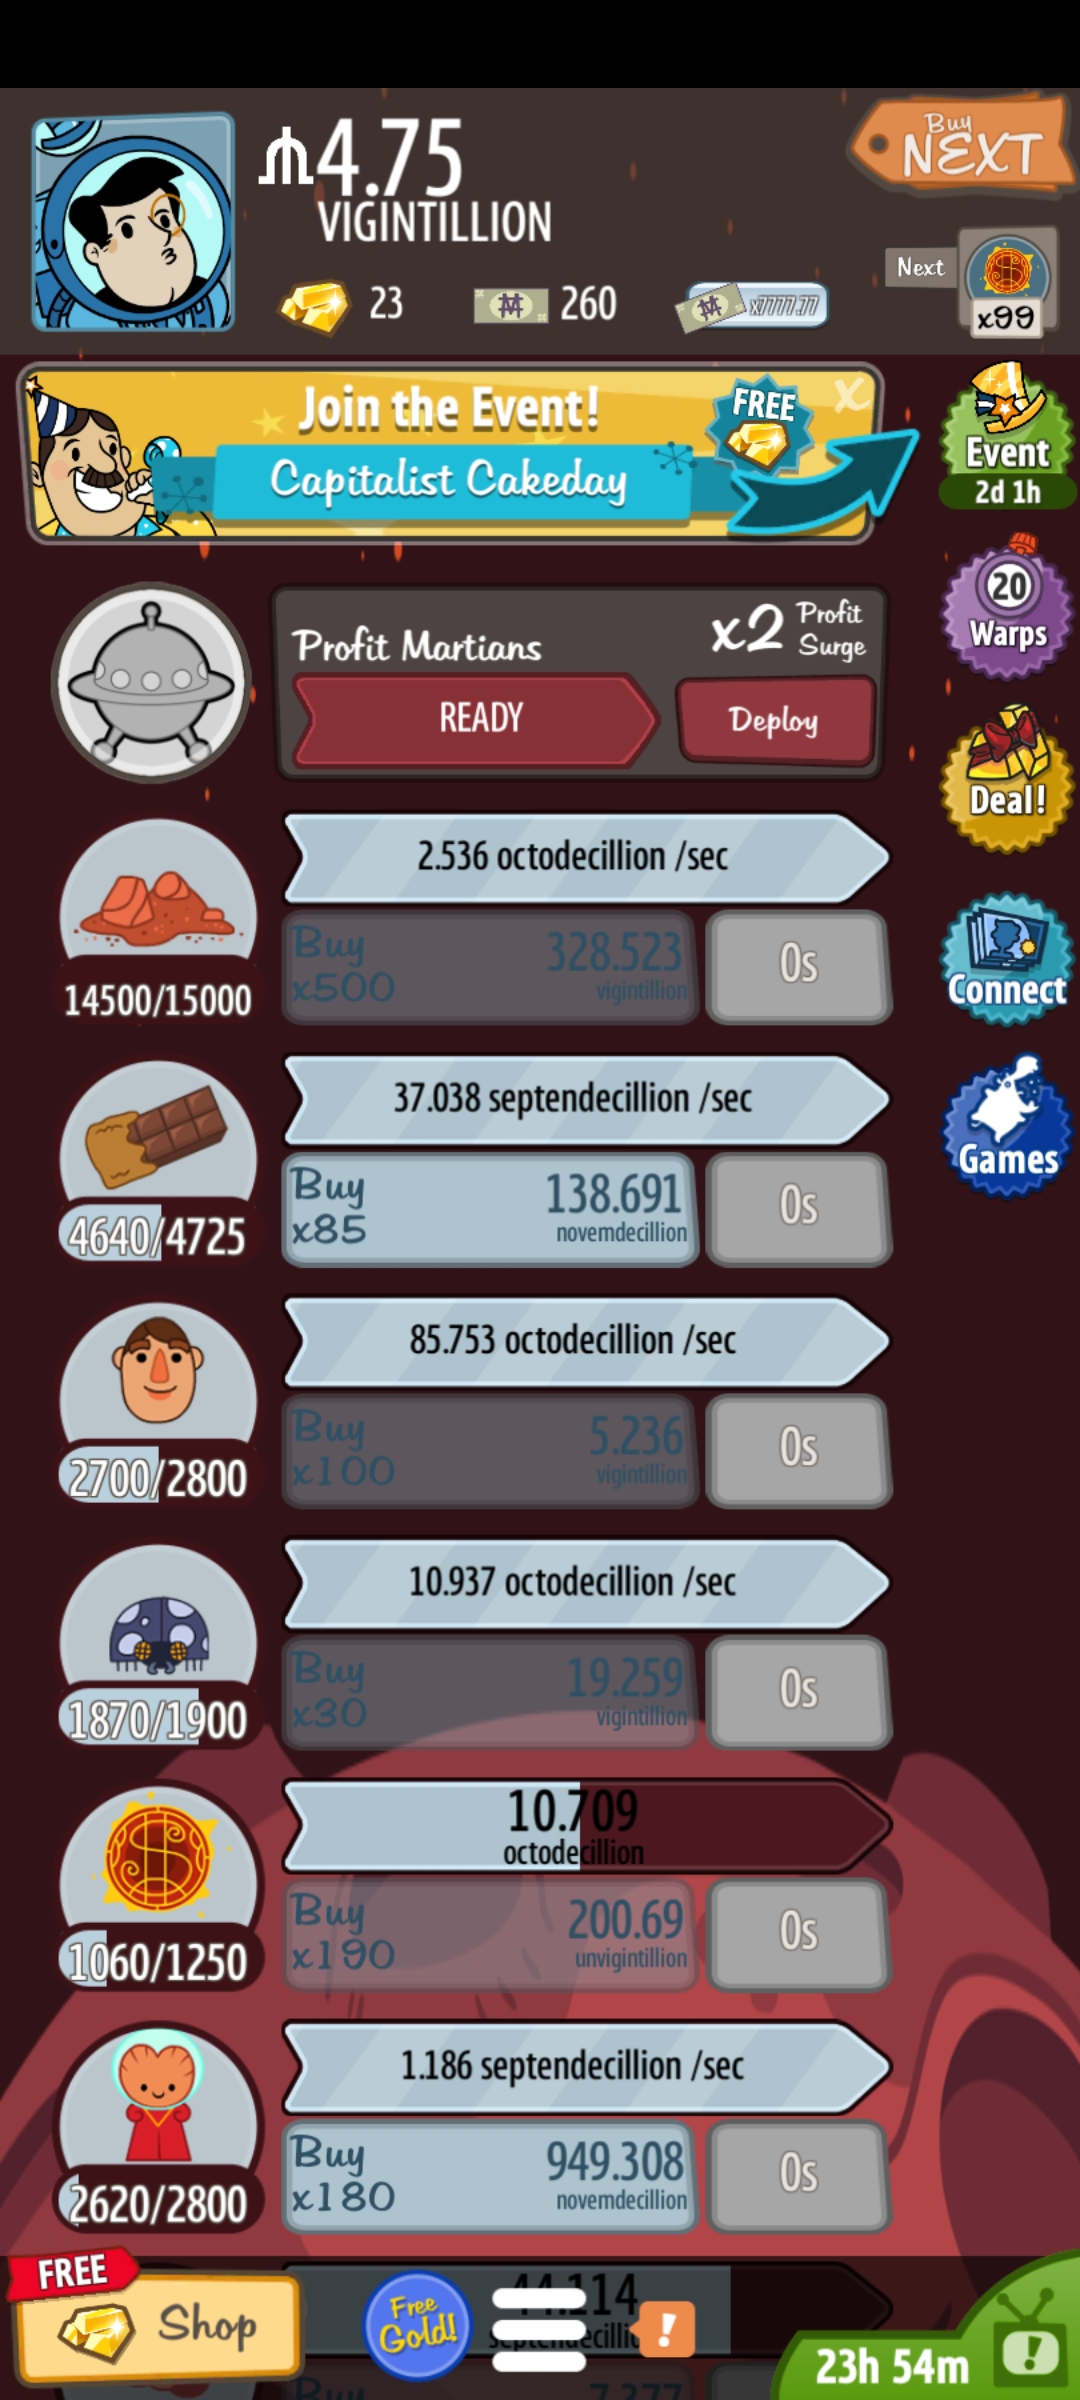 4.75
VIGINTILLION
Buy
NEXT
23
260
x7777.77
Next
x99
Join the Event!
Capitalist Cakeday
FREE
x
Event
2d 1h
20
Warps
Profit Martians
x2 Profit
Surge
READY
Deploy
Deal!
2.536 octodecillion /sec
Buy
x500
328.523
vigintillion
0s
14500/15000
Connect
37.038 septendecillion /sec
Buy
x85
138.691
novemdecillion
0s
4640/4725
Games
85.753 octodecillion /sec
Buy
x100
5.236
vigintillion
0s
2700/2800
10.937 octodecillion /sec
Buy
x30
19.259
vigintillion
0s
1870/1900
10.709
octodecillion
Buy
x190
200.69
unvigintillion
0s
1060/1250
1.186 septendecillion /sec
Buy
x180
949.308
novemdecillion
0s
2620/2800
FREE
Shop
Free
Gold!
!
23h 54m
!
Buy